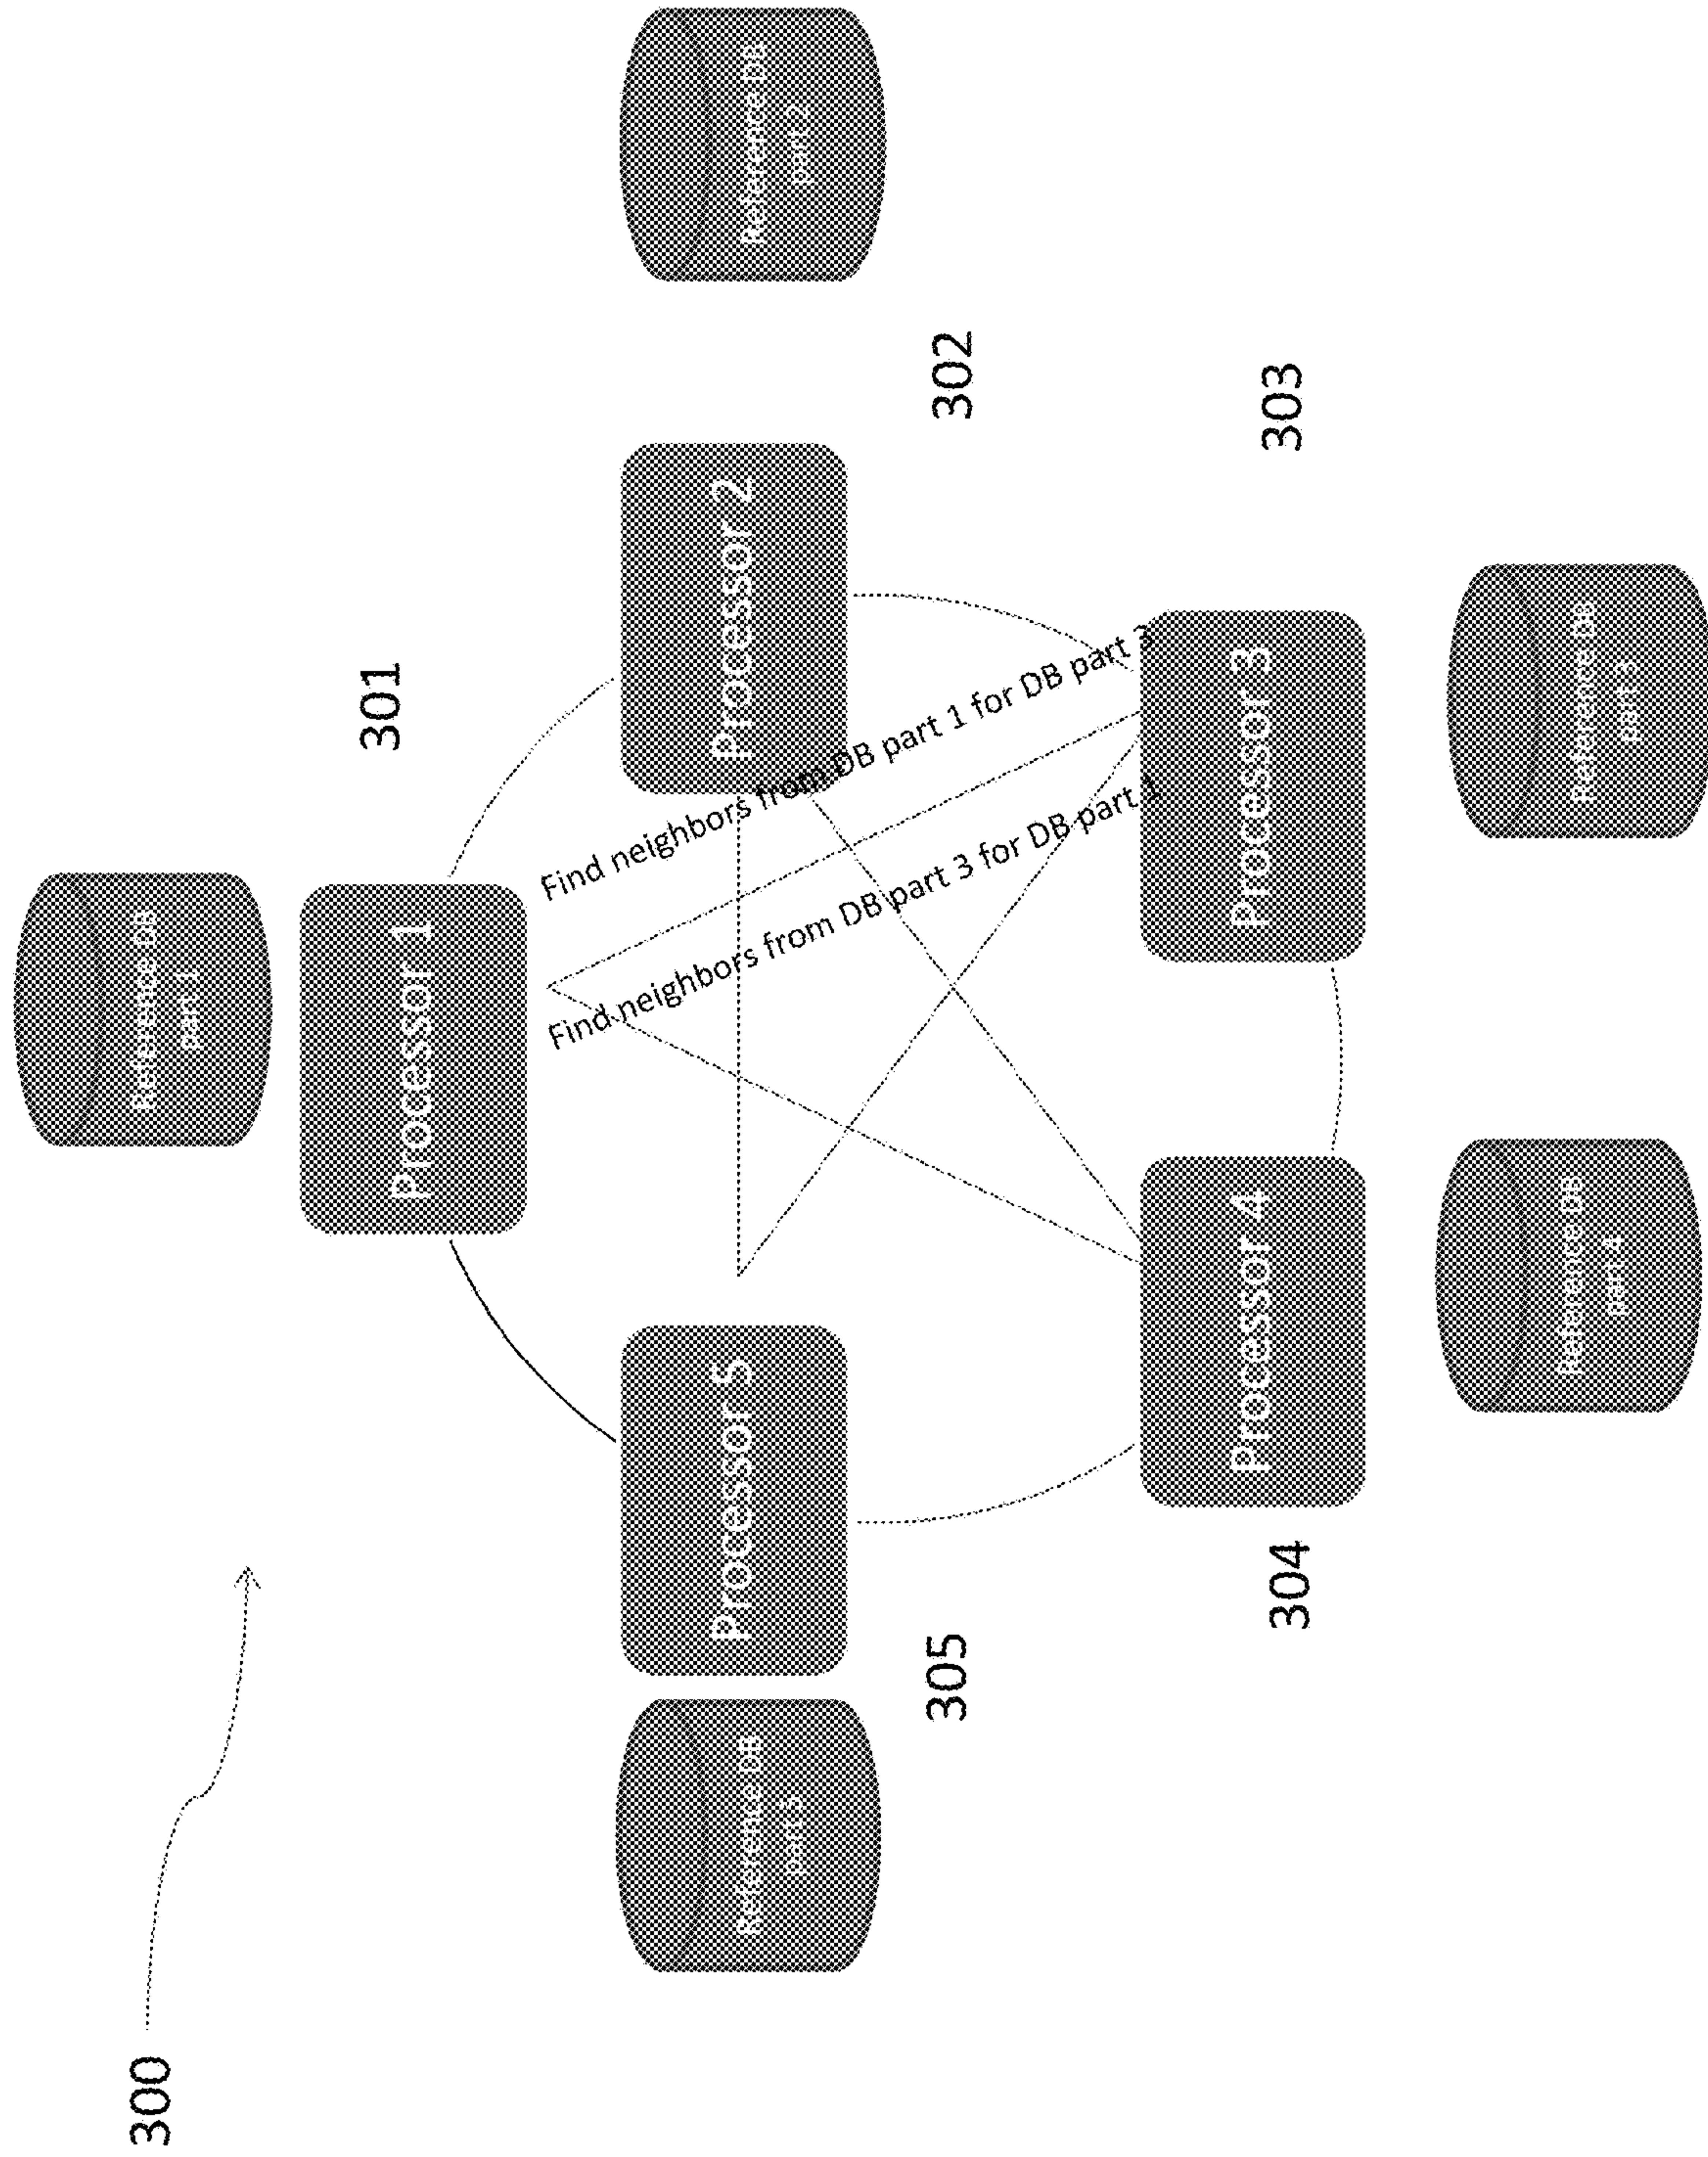 300
Reference DB
part 1
Processor 1
301
Reference DB
part 5
Processor 5
305
Processor 2
302
Reference DB
part 2
Find neighbors from DB part 1 for DB part 3
Find neighbors from DB part 3 for DB part 1
304
Processor 4
Reference DB
part 4
Processor 3
303
Reference DB
part 3